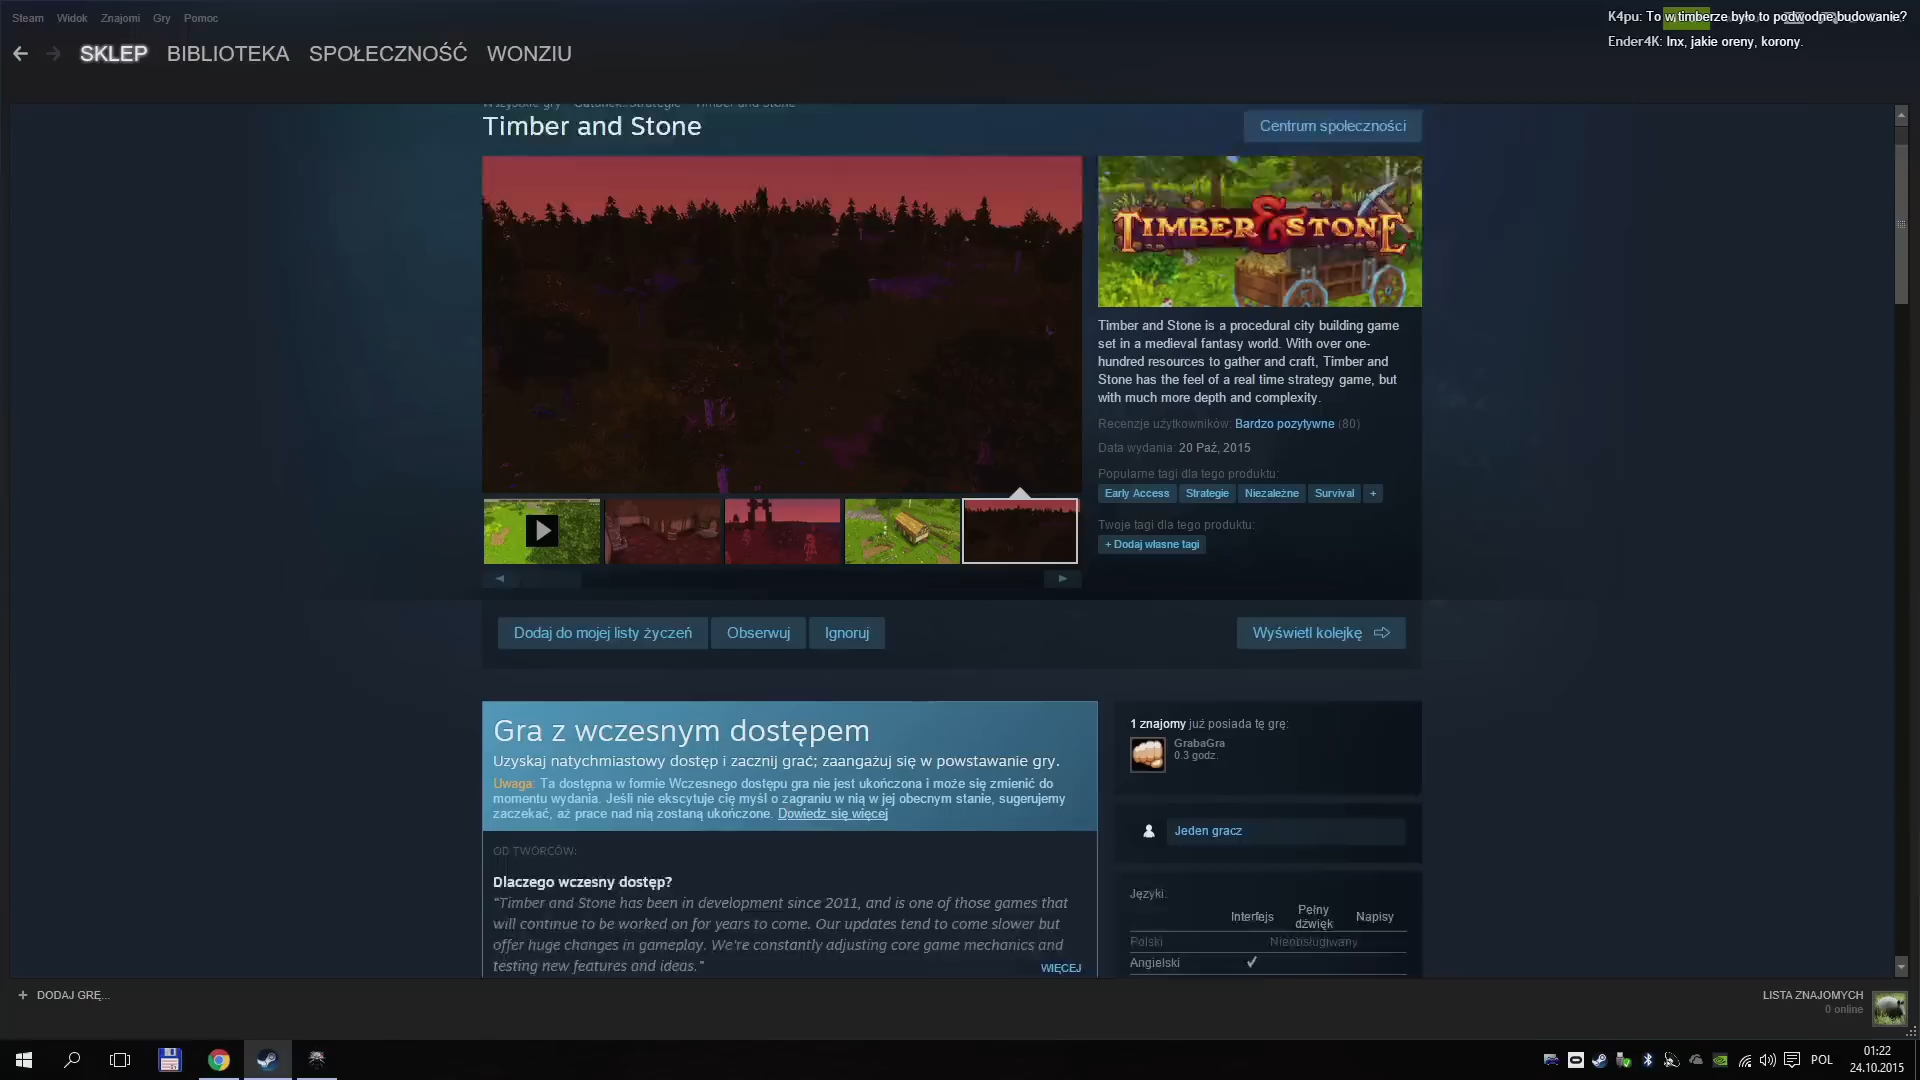 Steam Widok Znajomi Gry Pomoc
K4pu: To w timberze było to podwodne budowanie?
Ender4K: Inx, jakie oreny, korony.
SKLEP BIBLIOTEKA SPOŁECZNOŚĆ WONZIU
Timber and Stone
Centrum społeczności
TIMBER & STONE
Timber and Stone is a procedural city building game
set in a medieval fantasy world. With over one-
hundred resources to gather and craft, Timber and
Stone has the feel of a real time strategy game, but
with much more depth and complexity.
Recenzje użytkowników: Bardzo pozytywne (80)
Data wydania: 20 Paź, 2015
Popularne tagi dla tego produktu:
Early Access Strategie Niezależne Survival +
Twoje tagi dla tego produktu:
+ Dodaj własne tagi
Dodaj do mojej listy życzeń Obserwuj Ignoruj
Wyświetl kolejkę
Gra z wczesnym dostępem
Uzyskaj natychmiastowy dostęp i zacznij grać; zaangażuj się w powstawanie gry.
Uwaga: Ta dostępna w formie Wczesnego dostępu gra nie jest ukończona i może się zmienić do
momentu wydania. Jeśli nie ekscytuje cię myśl o zagraniu w nią w jej obecnym stanie, sugerujemy
zaczekać, aż prace nad nią zostaną ukończone. Dowiedz się więcej
OD TWÓRCÓW:
Dlaczego wczesny dostęp?
“Timber and Stone has been in development since 2011, and is one of those games that
will continue to be worked on for years to come. Our updates tend to come slower but
offer huge changes in gameplay. We're constantly adjusting core game mechanics and
testing new features and ideas.”
WIĘCEJ
1 znajomy już posiada tę grę:
GrabaGra
0.3 godz.
Jeden gracz
Języki:
Interfejs Pełny dźwięk Napisy
Polski Nieobsługiwany
Angielski ✓
+ DODAJ GRĘ...
LISTA ZNAJOMYCH
0 online
POL
01:22
24.10.2015